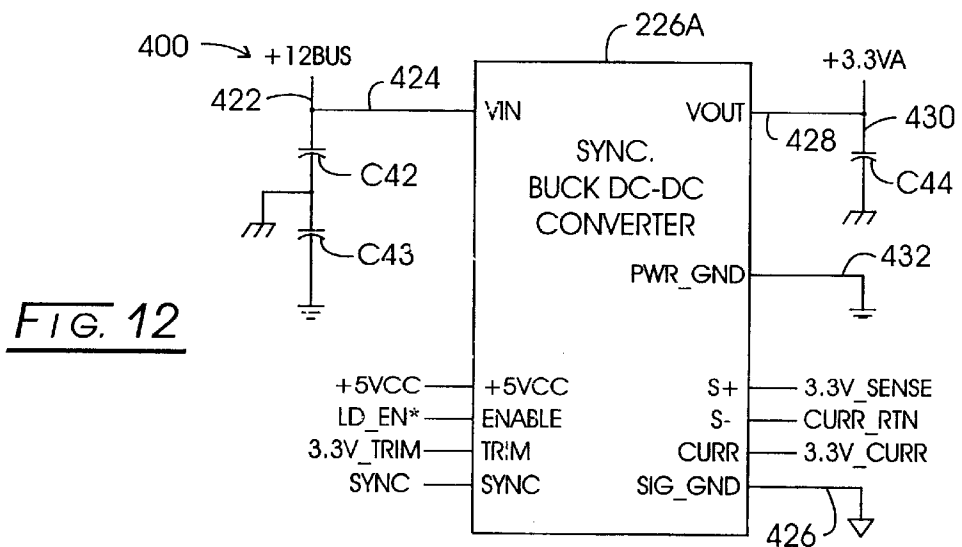 226A
400
+12BUS
+3.3VA
422
424
VIN
VOUT
428
430
C42
C44
SYNC.
BUCK DC-DC
CONVERTER
C43
PWR_GND
432
FIG. 12
+5VCC
+5VCC
S+
3.3V_SENSE
LD_EN*
ENABLE
S-
CURR_RTN
3.3V_TRIM
TRIM
CURR
3.3V_CURR
SYNC
SYNC
SIG_GND
426